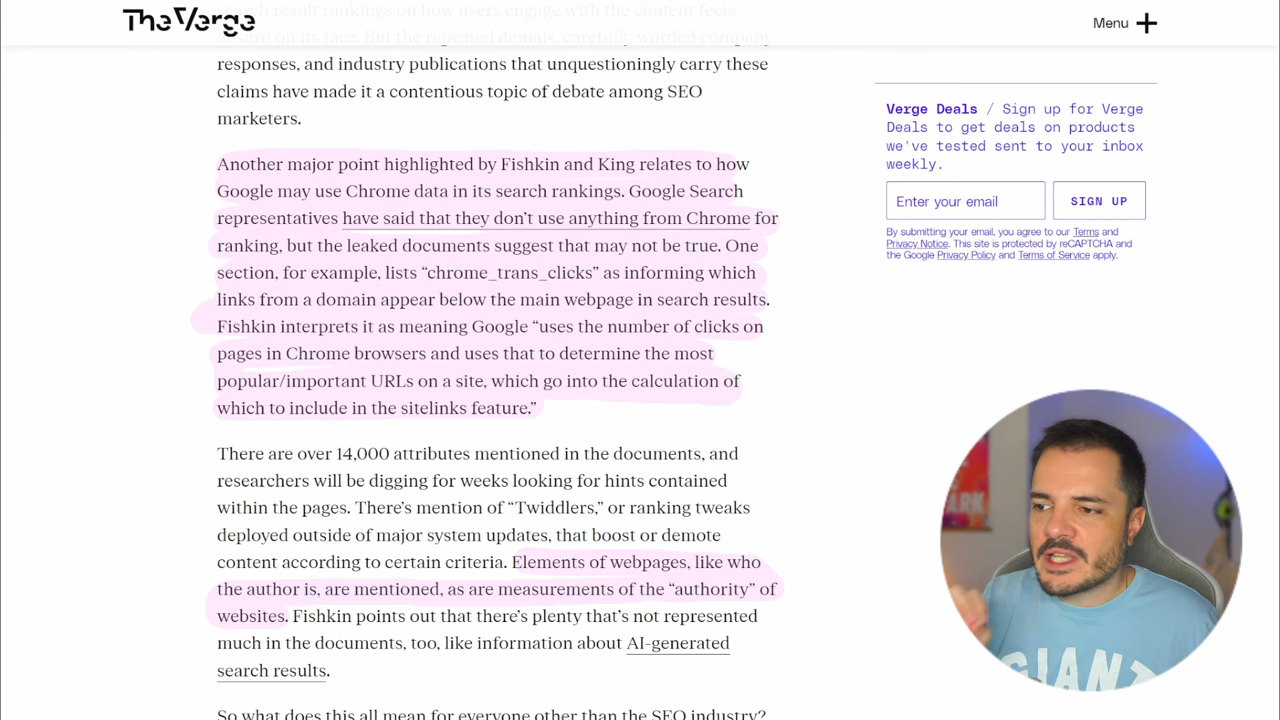 The Verge
Menu
search result rankings on how users engage with the content feels
absurd on its face. But the repeated denials, carefully worded company
responses, and industry publications that unquestioningly carry these
claims have made it a contentious topic of debate among SEO
marketers.
Another major point highlighted by Fishkin and King relates to how
Google may use Chrome data in its search rankings. Google Search
representatives have said that they don’t use anything from Chrome for
ranking, but the leaked documents suggest that may not be true. One
section, for example, lists “chrome_trans_clicks” as informing which
links from a domain appear below the main webpage in search results.
Fishkin interprets it as meaning Google “uses the number of clicks on
pages in Chrome browsers and uses that to determine the most
popular/important URLs on a site, which go into the calculation of
which to include in the sitelinks feature.”
There are over 14,000 attributes mentioned in the documents, and
researchers will be digging for weeks looking for hints contained
within the pages. There’s mention of “Twiddlers,” or ranking tweaks
deployed outside of major system updates, that boost or demote
content according to certain criteria. Elements of webpages, like who
the author is, are mentioned, as are measurements of the “authority” of
websites. Fishkin points out that there’s plenty that’s not represented
much in the documents, too, like information about AI-generated
search results.
So what does this all mean for everyone other than the SEO industry?
Verge Deals / Sign up for Verge
Deals to get deals on products
we've tested sent to your inbox
weekly.
Enter your email
SIGN UP
By submitting your email, you agree to our Terms and
Privacy Notice. This site is protected by reCAPTCHA and
the Google Privacy Policy and Terms of Service apply.
GIANT